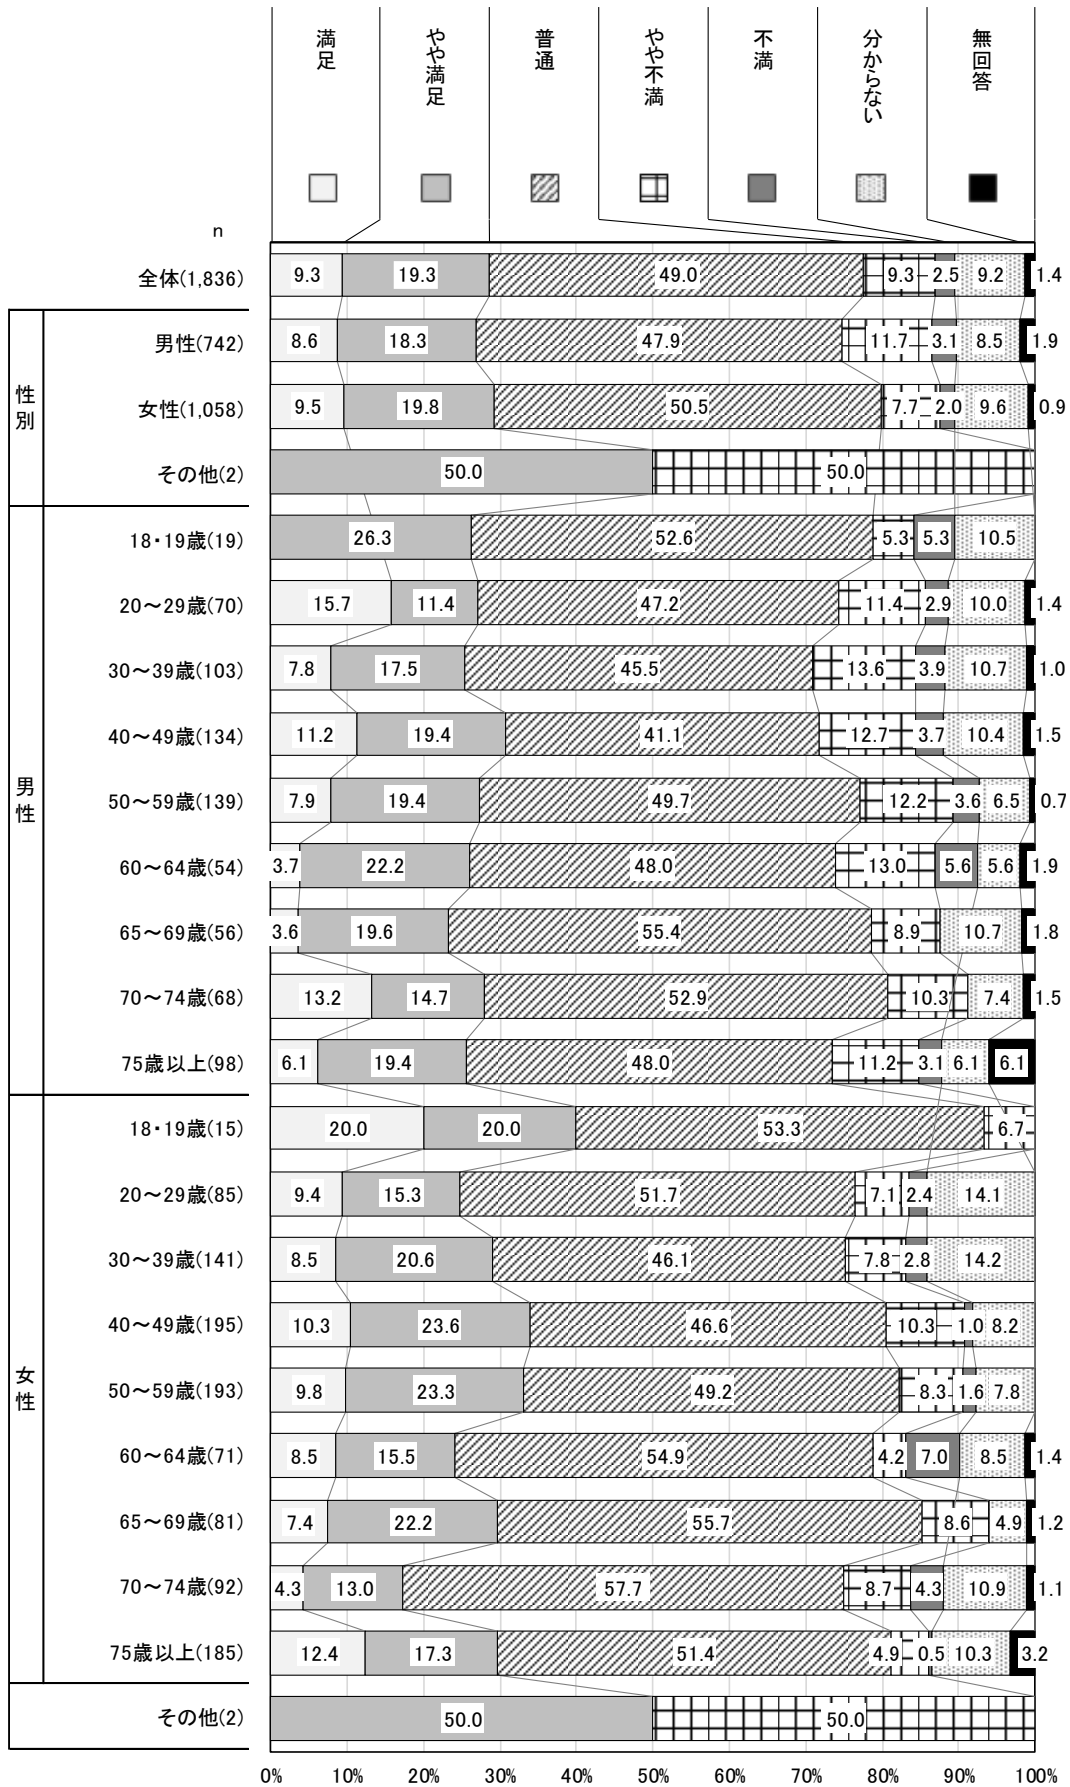 満足
やや満足
普通
やや不満
不満
分からない
無回答
n
全体(1,836) 9.3 19.3 49.0 9.3 2.5 9.2 1.4
性別
男性(742) 8.6 18.3 47.9 11.7 3.1 8.5 1.9
女性(1,058) 9.5 19.8 50.5 7.7 2.0 9.6 0.9
その他(2) 50.0 50.0
男性
18・19歳(19) 26.3 52.6 5.3 5.3 10.5
20～29歳(70) 15.7 11.4 47.2 11.4 2.9 10.0 1.4
30～39歳(103) 7.8 17.5 45.5 13.6 3.9 10.7 1.0
40～49歳(134) 11.2 19.4 41.1 12.7 3.7 10.4 1.5
50～59歳(139) 7.9 19.4 49.7 12.2 3.6 6.5 0.7
60～64歳(54) 3.7 22.2 48.0 13.0 5.6 5.6 1.9
65～69歳(56) 3.6 19.6 55.4 8.9 10.7 1.8
70～74歳(68) 13.2 14.7 52.9 10.3 7.4 1.5
75歳以上(98) 6.1 19.4 48.0 11.2 3.1 6.1 6.1
女性
18・19歳(15) 20.0 20.0 53.3 6.7
20～29歳(85) 9.4 15.3 51.7 7.1 2.4 14.1
30～39歳(141) 8.5 20.6 46.1 7.8 2.8 14.2
40～49歳(195) 10.3 23.6 46.6 10.3 1.0 8.2
50～59歳(193) 9.8 23.3 49.2 8.3 1.6 7.8
60～64歳(71) 8.5 15.5 54.9 4.2 7.0 8.5 1.4
65～69歳(81) 7.4 22.2 55.7 8.6 4.9 1.2
70～74歳(92) 4.3 13.0 57.7 8.7 4.3 10.9 1.1
75歳以上(185) 12.4 17.3 51.4 4.9 0.5 10.3 3.2
その他(2) 50.0 50.0
0% 10% 20% 30% 40% 50% 60% 70% 80% 90% 100%